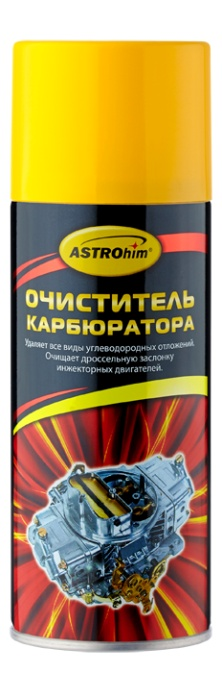 ASTROhim®
ОЧИСТИТЕЛЬ
КАРБЮРАТОРА
Удаляет все виды углеводородных отложений.
Очищает дроссельную заслонку
инжекторных двигателей.